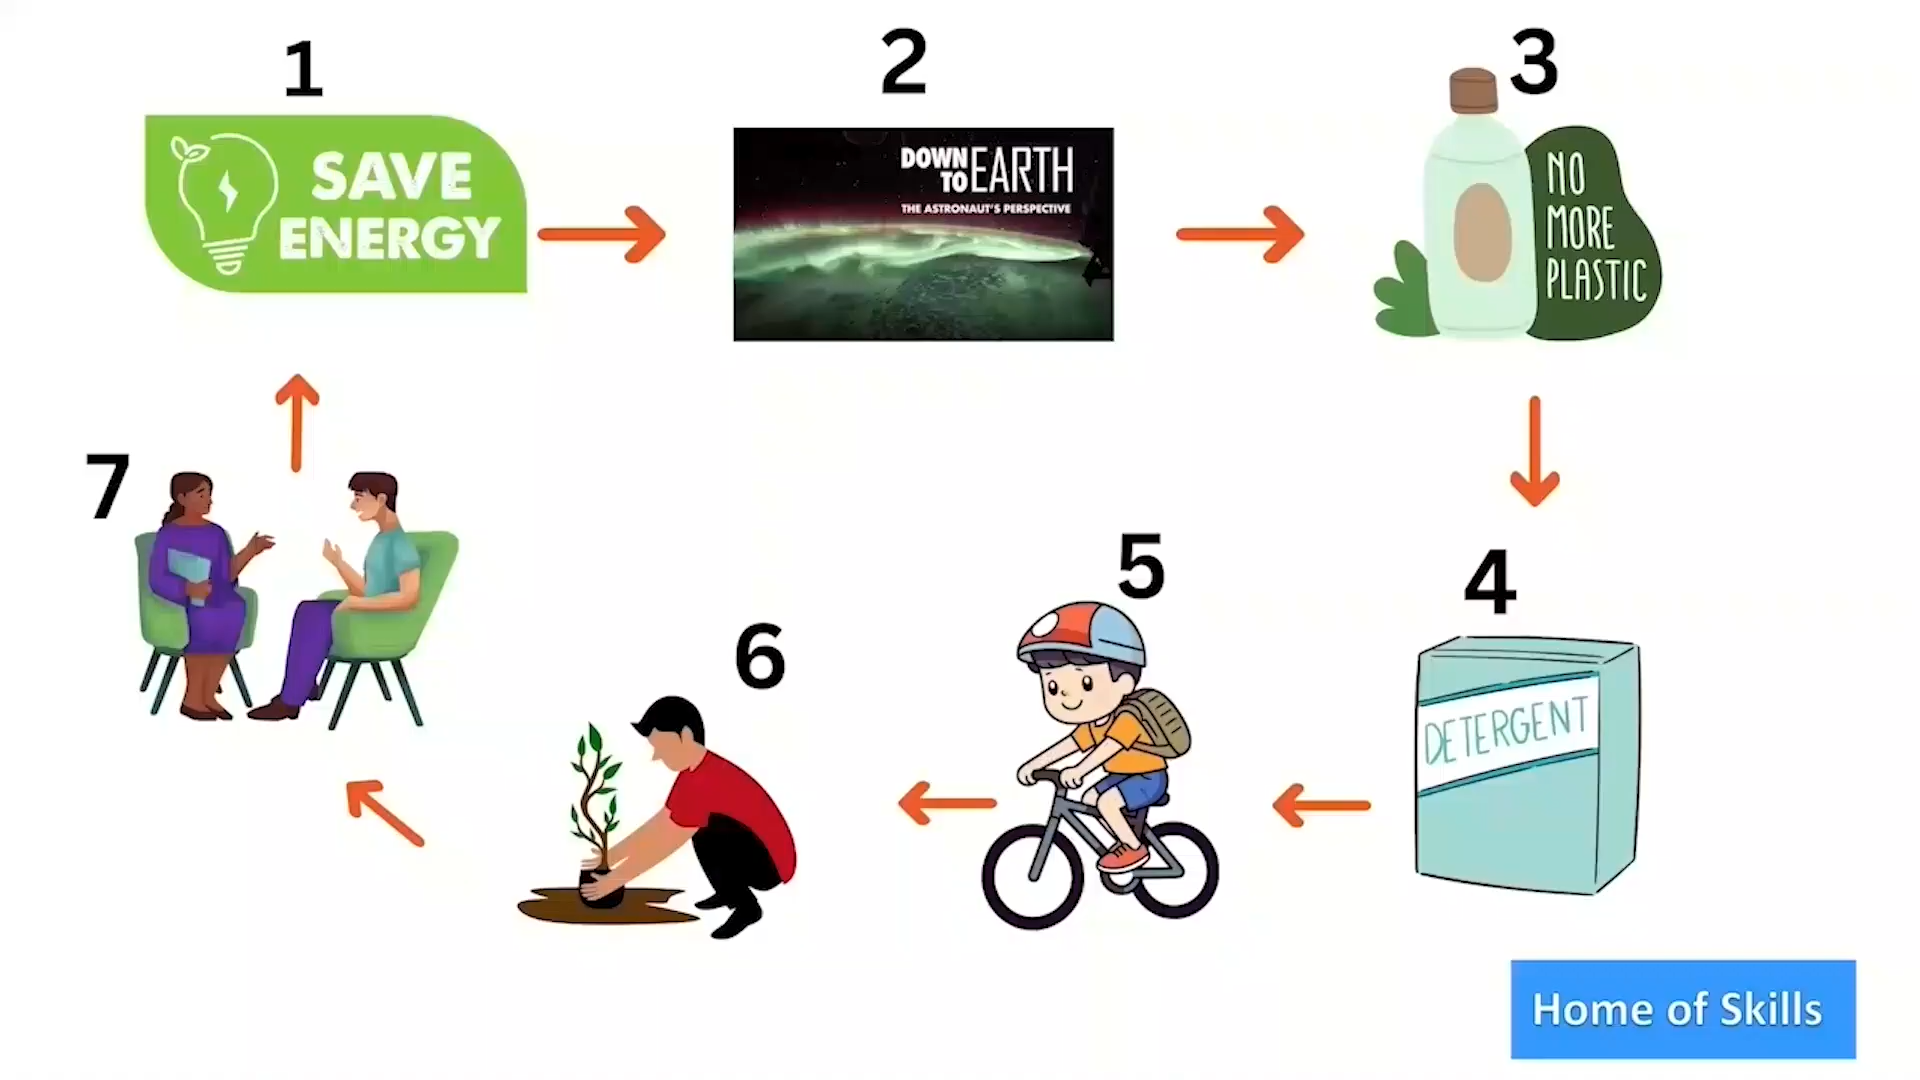 1
SAVE
ENERGY
2
DOWN
TO EARTH
THE ASTRONAUT'S PERSPECTIVE
3
NO
MORE
PLASTIC
4
DETERGENT
5
6
7
Home of Skills